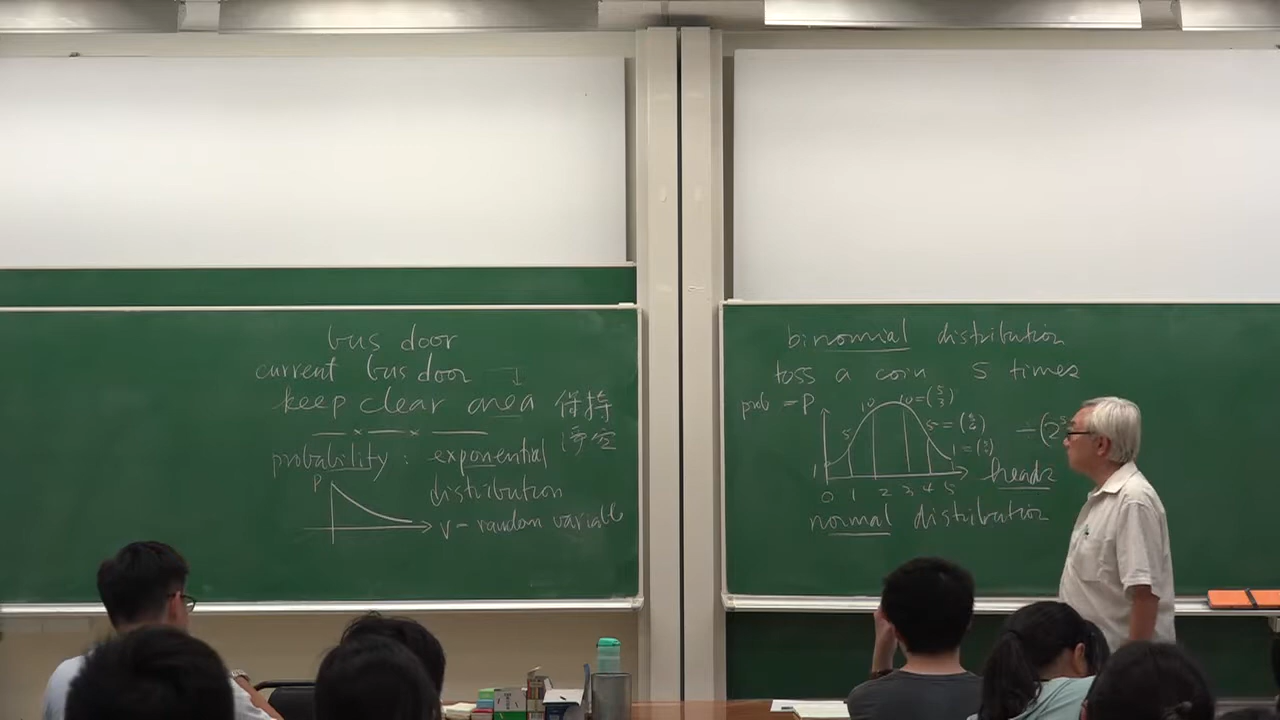 bus door
current bus door
keep clear area 保持
淨空
probability : exponential
distribution
P
v - random variable
binomial distribution
toss a coin 5 times
prob = P
10 10 = (5 3)
5 5 = (5 4)
1 1 = (5 5)
0 1 2 3 4 5 heads
normal distribution